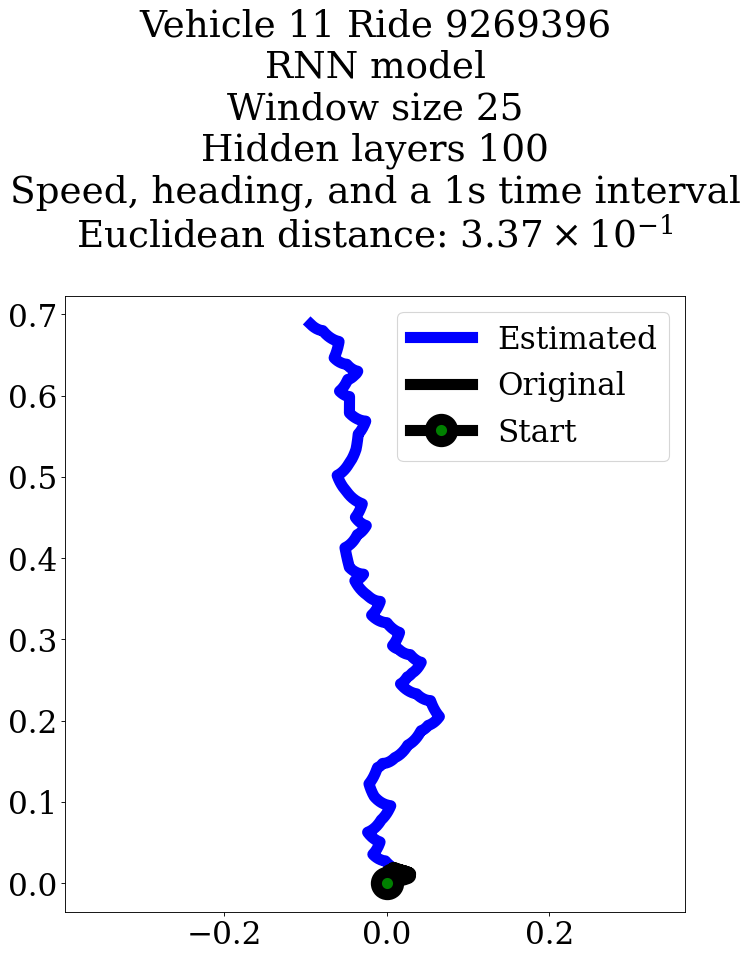 Vehicle 11 Ride 9269396
RNN model
Window size 25
Hidden layers 100
Speed, heading, and a 1s time interval
Euclidean distance: 3.37 × 10⁻¹
0.7
Estimated
0.6
Original
Start
0.5
0.4
0.3
0.2
0.1
0.0
−0.2
0.0
0.2